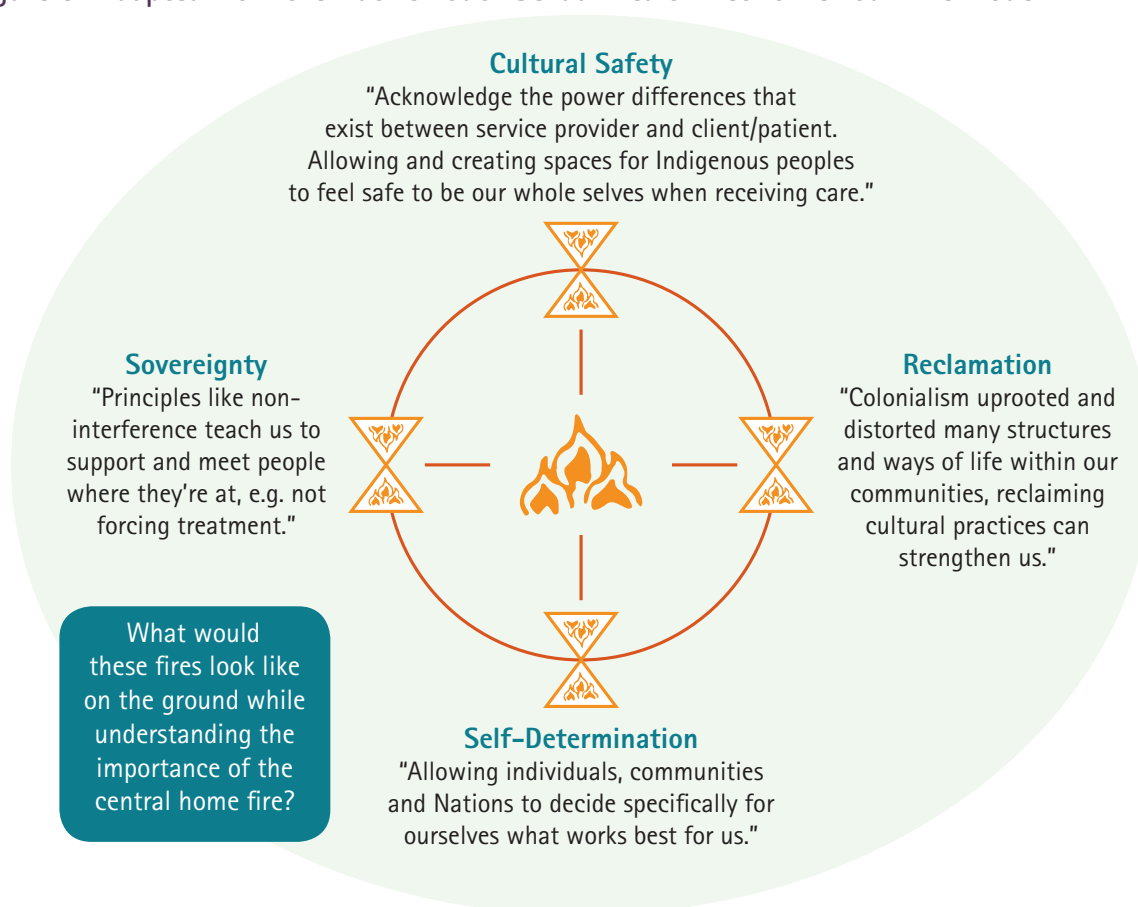 Cultural Safety
“Acknowledge the power differences that
exist between service provider and client/patient.
Allowing and creating spaces for Indigenous peoples
to feel safe to be our whole selves when receiving care.”
Sovereignty
“Principles like non-
interference teach us to
support and meet people
where they’re at, e.g. not
forcing treatment.”
Reclamation
“Colonialism uprooted and
distorted many structures
and ways of life within our
communities, reclaiming
cultural practices can
strengthen us.”
What would
these fires look like
on the ground while
understanding the
importance of the
central home fire?
Self-Determination
“Allowing individuals, communities
and Nations to decide specifically for
ourselves what works best for us.”